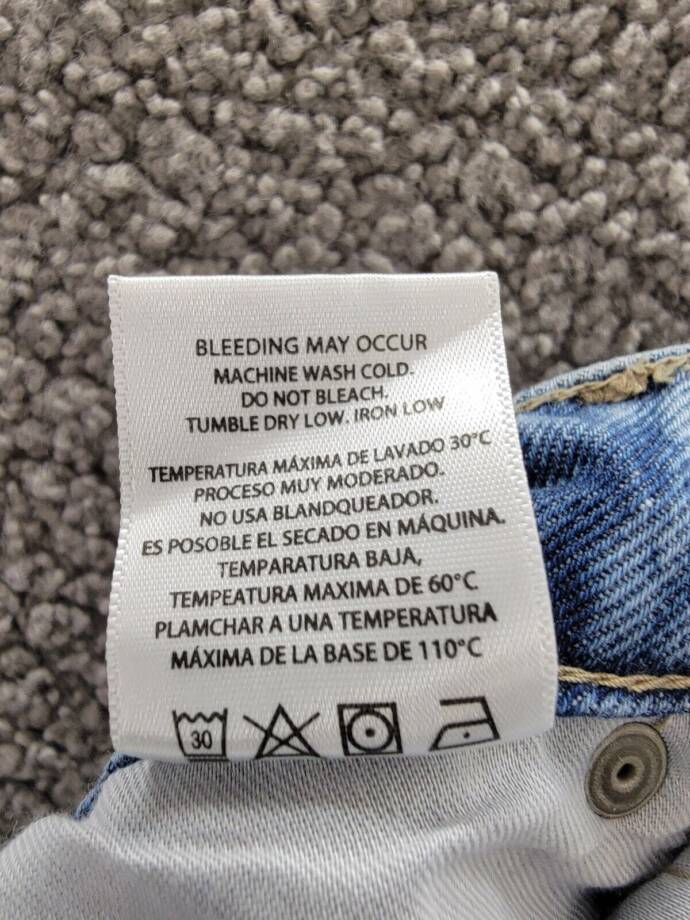 BLEEDING MAY OCCUR
MACHINE WASH COLD.
DO NOT BLEACH.
TUMBLE DRY LOW. IRON LOW
TEMPERATURA MÁXIMA DE LAVADO 30°C
PROCESO MUY MODERADO.
NO USA BLANDQUEADOR.
ES POSOBLE EL SECADO EN MÁQUINA.
TEMPARATURA BAJA,
TEMPEATURA MAXIMA DE 60°C
PLAMCHAR A UNA TEMPERATURA
MÁXIMA DE LA BASE DE 110°C
30